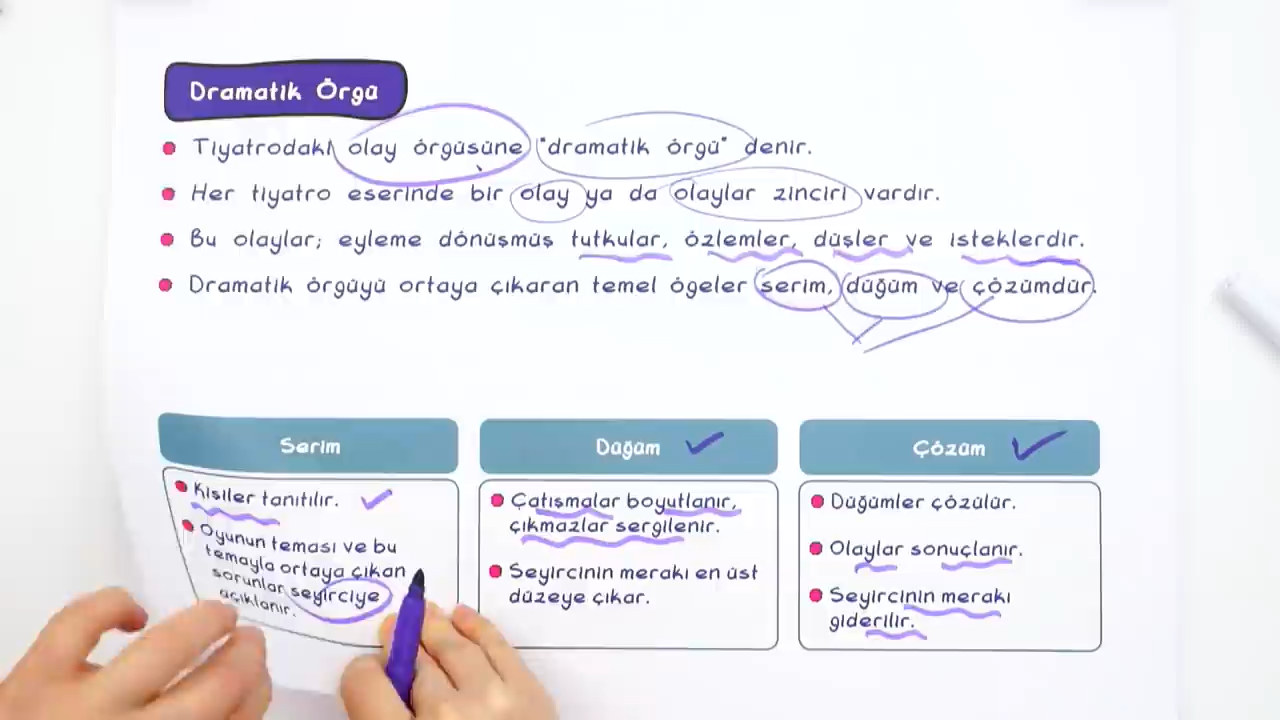 Dramatik Örgü
Tiyatrodaki olay örgüsüne "dramatik örgü" denir.
Her tiyatro eserinde bir olay ya da olaylar zinciri vardır.
Bu olaylar; eyleme dönüşmüş tutkular, özlemler, düşler ve isteklerdir.
Dramatik örgüyü ortaya çıkaran temel ögeler serim, düğüm ve çözümdür.
Serim
Kişiler tanıtılır.
Oyunun teması ve bu
temayla ortaya çıkan
sorunlar seyirciye
açıklanır.
Düğüm
Çatışmalar boyutlanır,
çıkmazlar sergilenir.
Seyircinin merakı en üst
düzeye çıkar.
Çözüm
Düğümler çözülür.
Olaylar sonuçlanır.
Seyircinin merakı
giderilir.